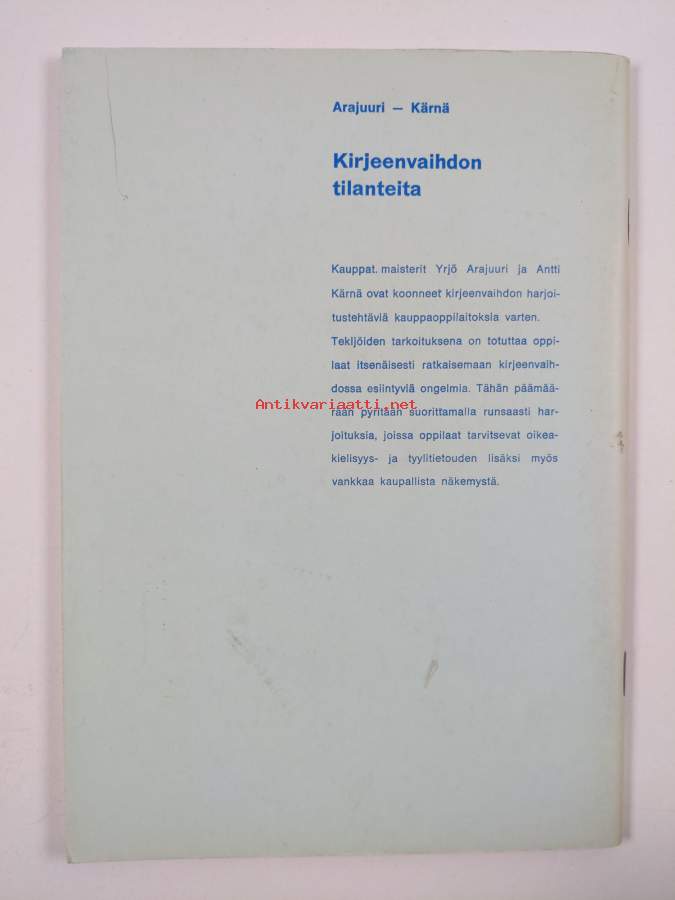 Arajuuri — Kärnä
Kirjeenvaihdon
tilanteita
Kauppat. maisterit Yrjö Arajuuri ja Antti
Kärnä ovat koonneet kirjeenvaihdon harjoi-
tustehtäviä kauppaoppilaitoksia varten.
Tekijöiden tarkoituksena on totuttaa oppi-
laat itsenäisesti ratkaisemaan kirjeenvaih-
dossa esiintyviä ongelmia. Tähän päämää-
Antikvariaatti.net
rään pyritään suorittamalla runsaasti har-
joituksia, joissa oppilaat tarvitsevat oikea-
kielisyys- ja tyylitietouden lisäksi myös
vankkaa kaupallista näkemystä.